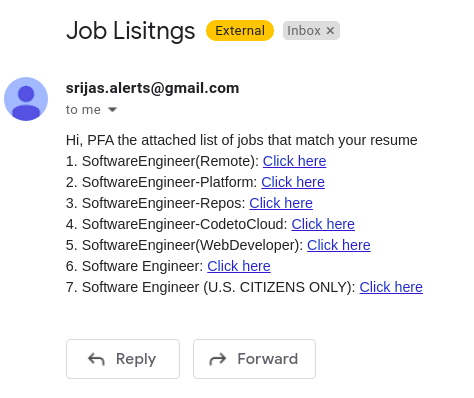 Job Lisitngs External Inbox ×
srijas.alerts@gmail.com
to me
Hi, PFA the attached list of jobs that match your resume
1. SoftwareEngineer(Remote): Click here
2. SoftwareEngineer-Platform: Click here
3. SoftwareEngineer-Repos: Click here
4. SoftwareEngineer-CodetoCloud: Click here
5. SoftwareEngineer(WebDeveloper): Click here
6. Software Engineer: Click here
7. Software Engineer (U.S. CITIZENS ONLY): Click here
Reply Forward